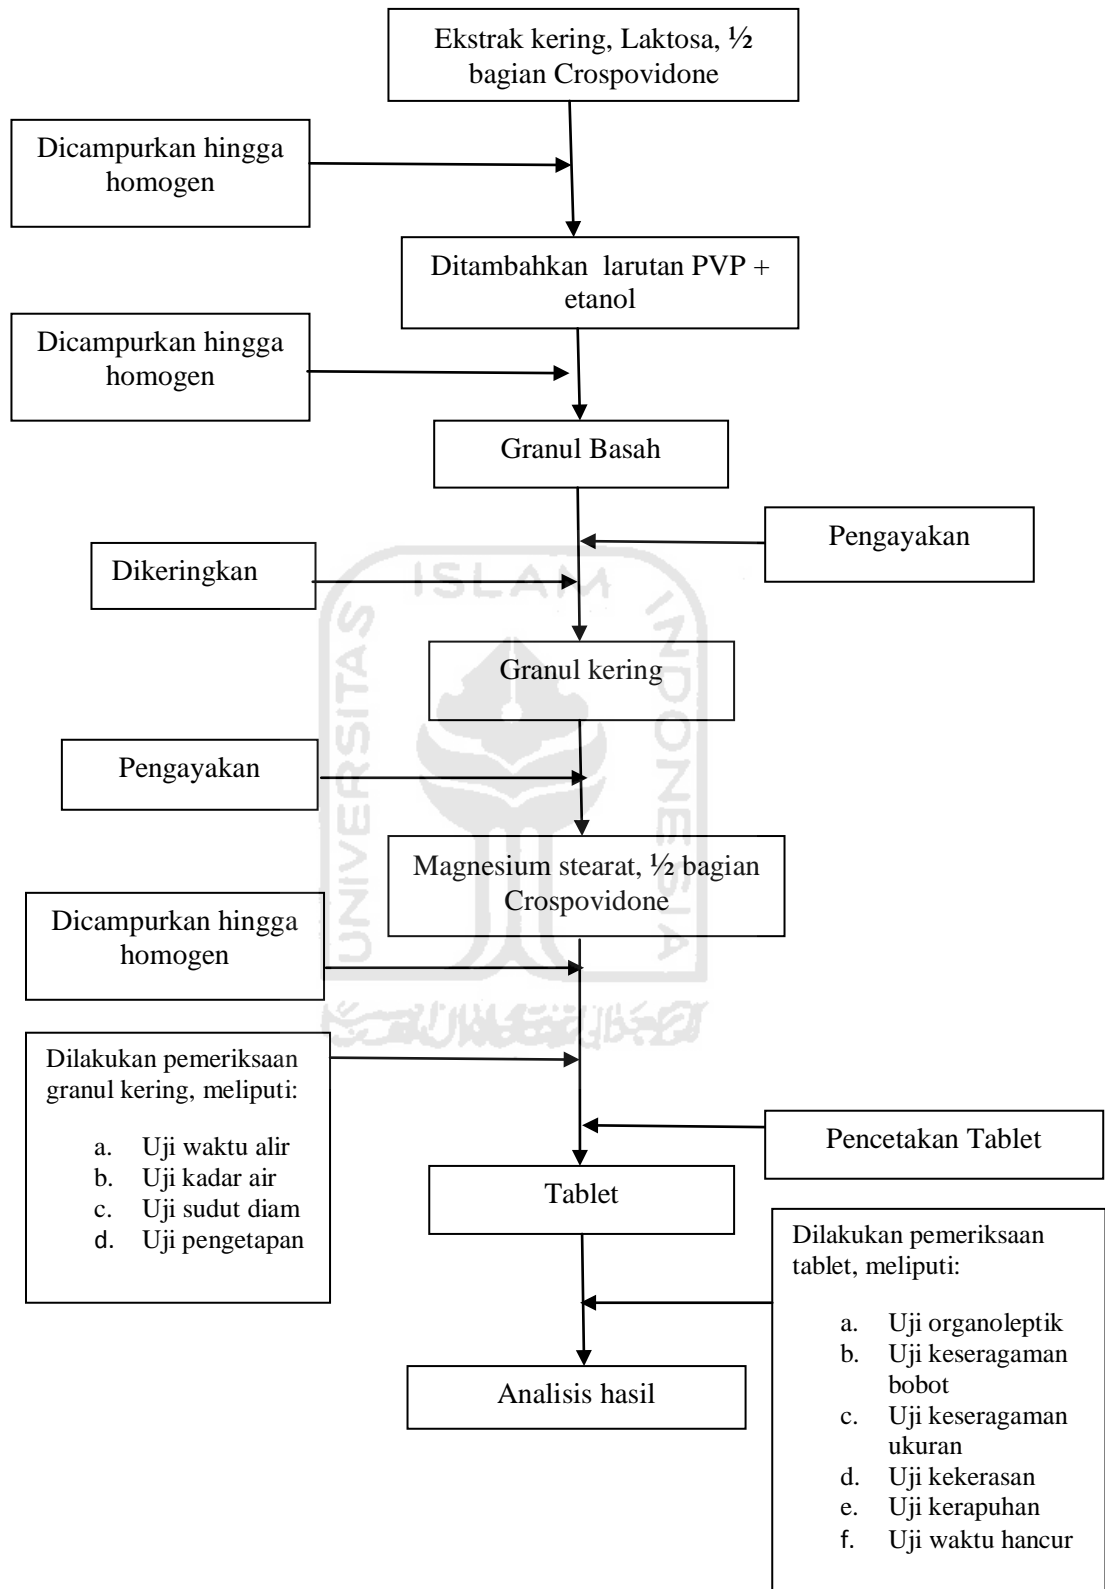 Ekstrak kering, Laktosa, ½
bagian Crospovidone
Dicampurkan hingga
homogen
Ditambahkan larutan PVP +
etanol
Dicampurkan hingga
homogen
Granul Basah
Pengayakan
Dikeringkan
Granul kering
Pengayakan
Magnesium stearat, ½ bagian
Crospovidone
Dicampurkan hingga
homogen
Dilakukan pemeriksaan
granul kering, meliputi:
a. Uji waktu alir
b. Uji kadar air
c. Uji sudut diam
d. Uji pengetapan
Pencetakan Tablet
Tablet
Dilakukan pemeriksaan
tablet, meliputi:
a. Uji organoleptik
b. Uji keseragaman
bobot
c. Uji keseragaman
ukuran
d. Uji kekerasan
e. Uji kerapuhan
f. Uji waktu hancur
Analisis hasil
UNIVERSITAS
ISLAM
INDONESIA